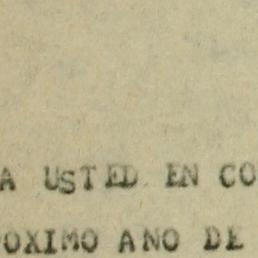 A USTED EN CO
OXIMO ANO DE